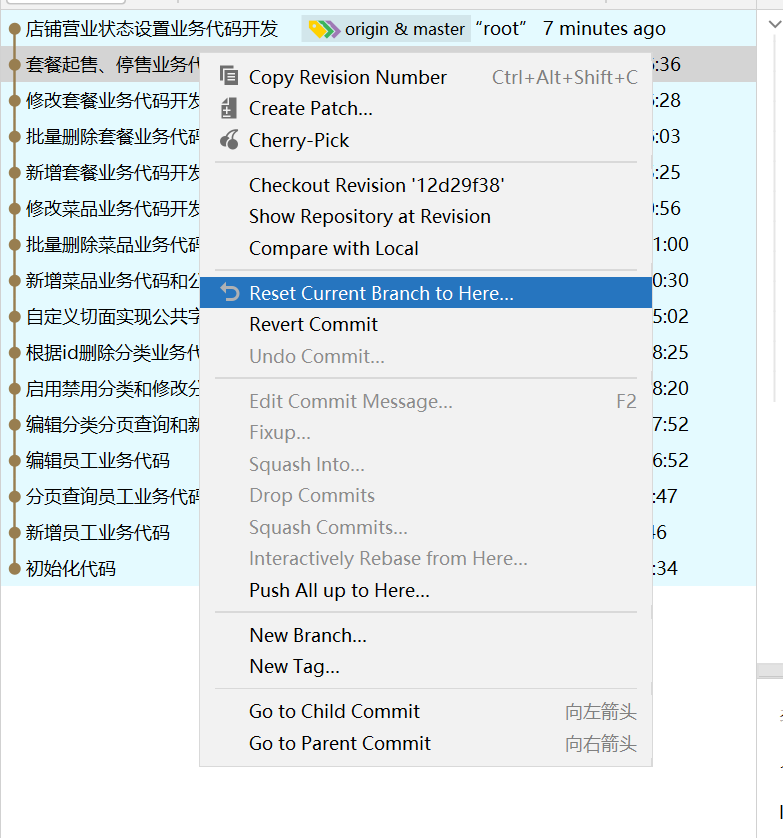 店铺营业状态设置业务代码开发 origin & master "root" 7 minutes ago
套餐起售、停售业务代 :36
Copy Revision Number Ctrl+Alt+Shift+C
修改套餐业务代码开发 :28
Create Patch...
批量删除套餐业务代码 :03
Cherry-Pick
新增套餐业务代码开发 :25
Checkout Revision '12d29f38'
修改菜品业务代码开发 :56
Show Repository at Revision
批量删除菜品业务代码 1:00
Compare with Local
新增菜品业务代码和公 0:30
Reset Current Branch to Here...
自定义切面实现公共字 5:02
Revert Commit
根据id删除分类业务代 8:25
Undo Commit...
启用禁用分类和修改分 8:20
Edit Commit Message... F2
编辑分类分页查询和新 7:52
Fixup...
编辑员工业务代码 6:52
Squash Into...
分页查询员工业务代码 :47
Drop Commits
新增员工业务代码 46
Squash Commits...
初始化代码 :34
Interactively Rebase from Here...
Push All up to Here...
New Branch...
New Tag...
Go to Child Commit 向左箭头
Go to Parent Commit 向右箭头